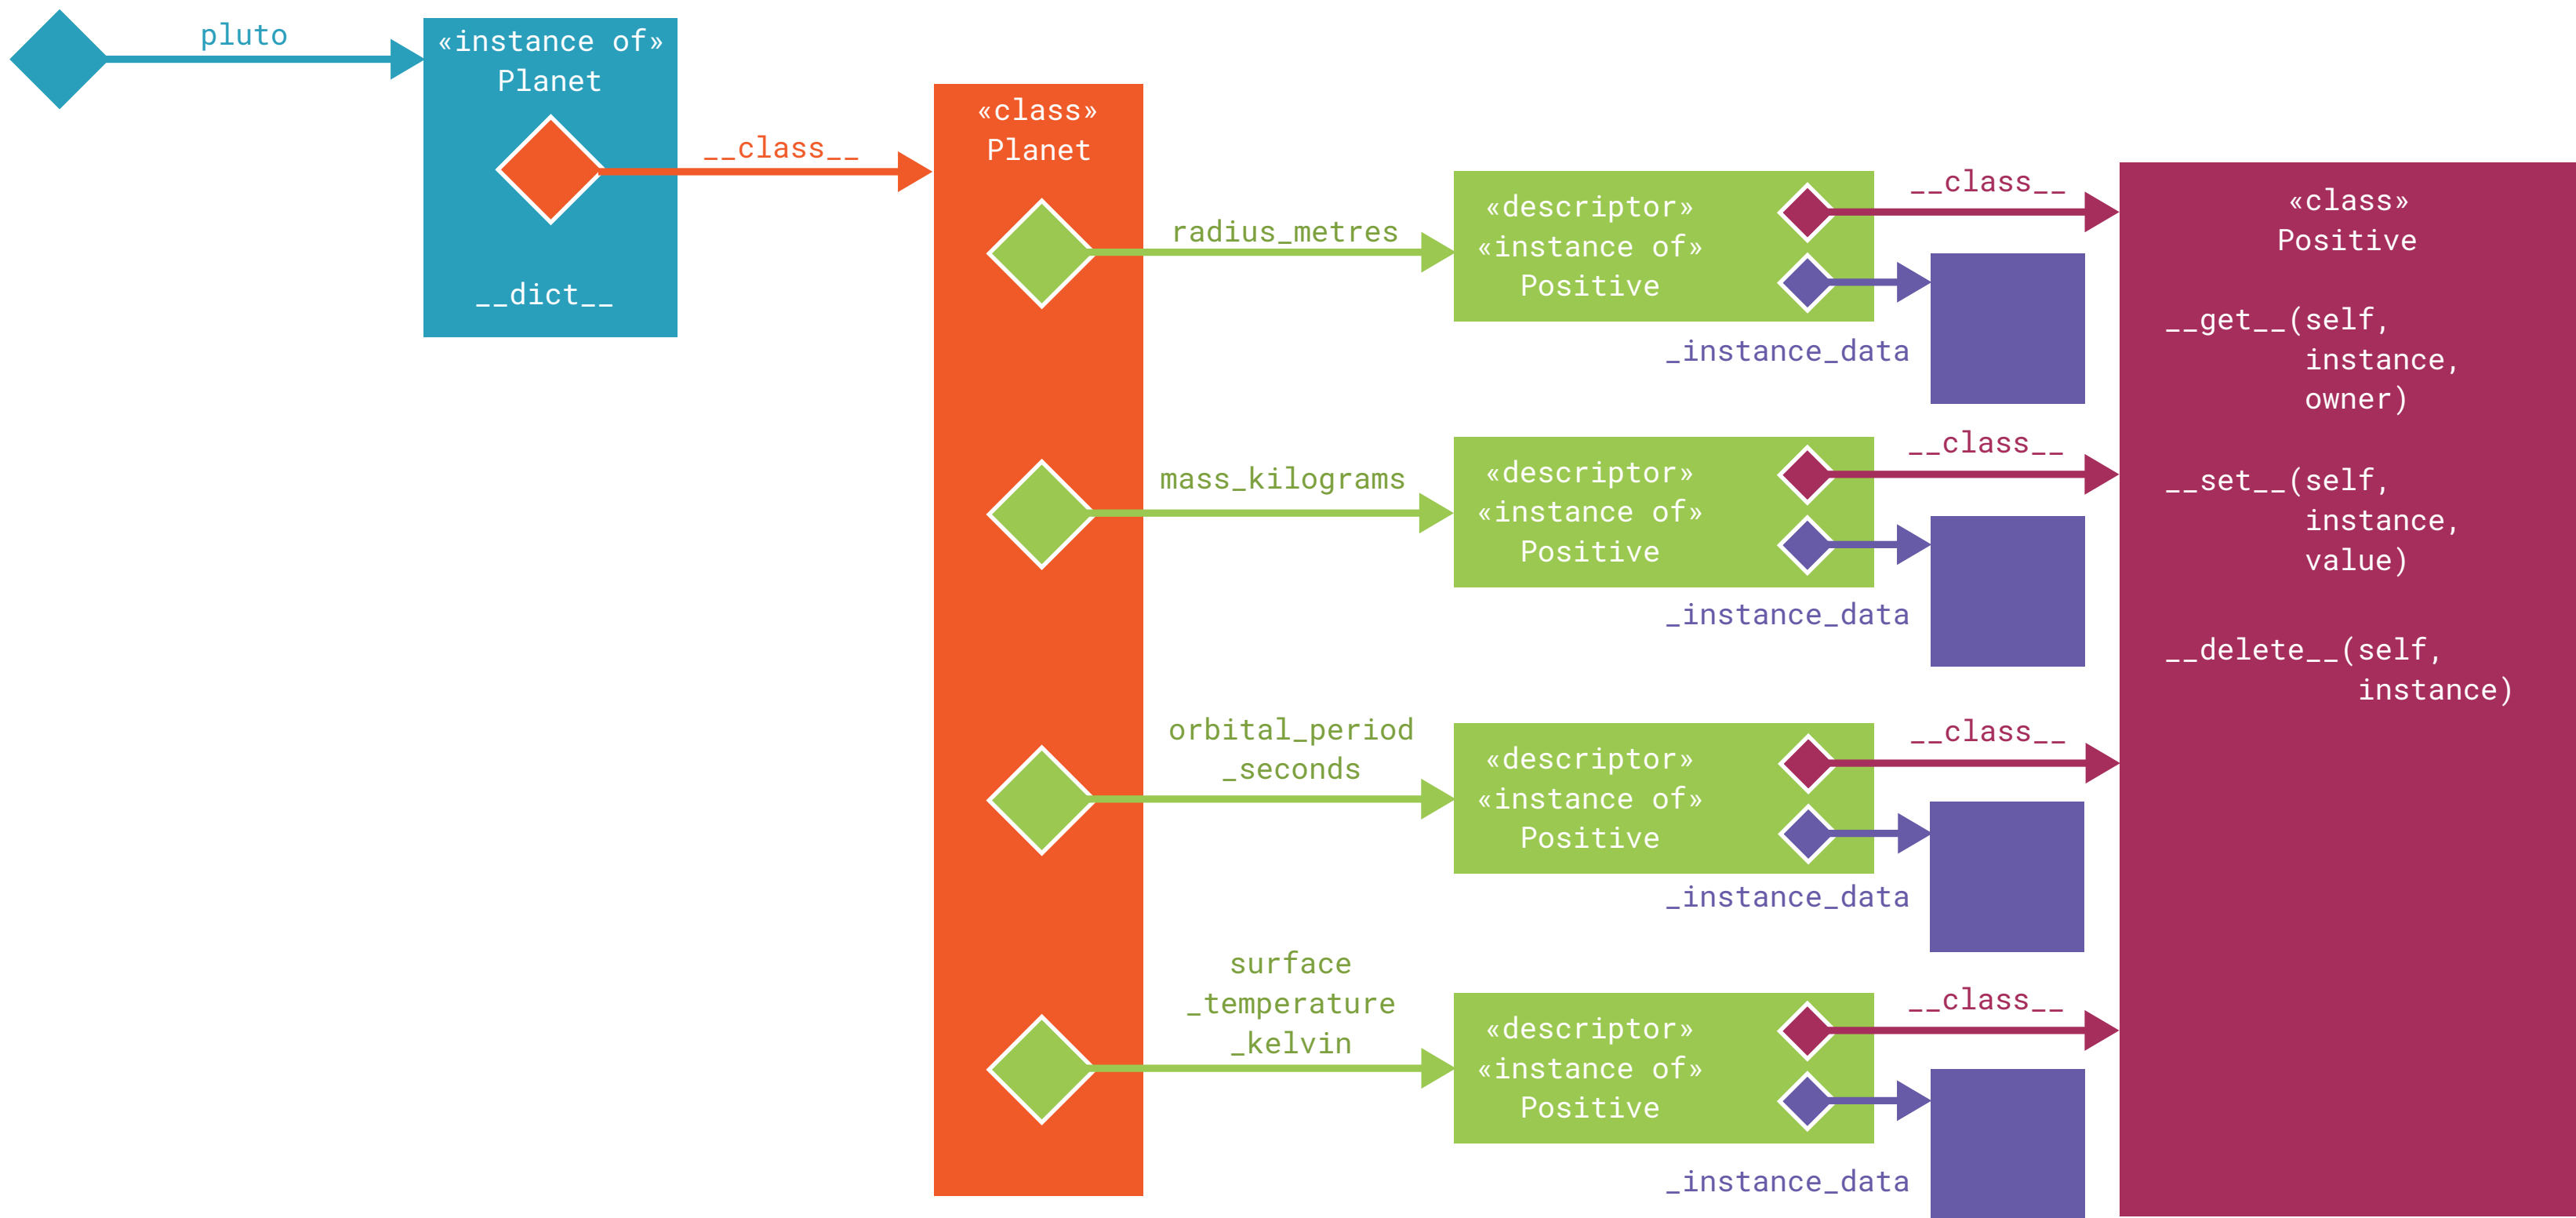 pluto
«instance of»
Planet
__dict__
__class__
«class»
Planet
radius_metres
«descriptor»
«instance of»
Positive
__class__
_instance_data
mass_kilograms
«descriptor»
«instance of»
Positive
__class__
_instance_data
orbital_period
_seconds
«descriptor»
«instance of»
Positive
__class__
_instance_data
surface
_temperature
_kelvin
«descriptor»
«instance of»
Positive
__class__
_instance_data
«class»
Positive
__get__(self,
instance,
owner)
__set__(self,
instance,
value)
__delete__(self,
instance)